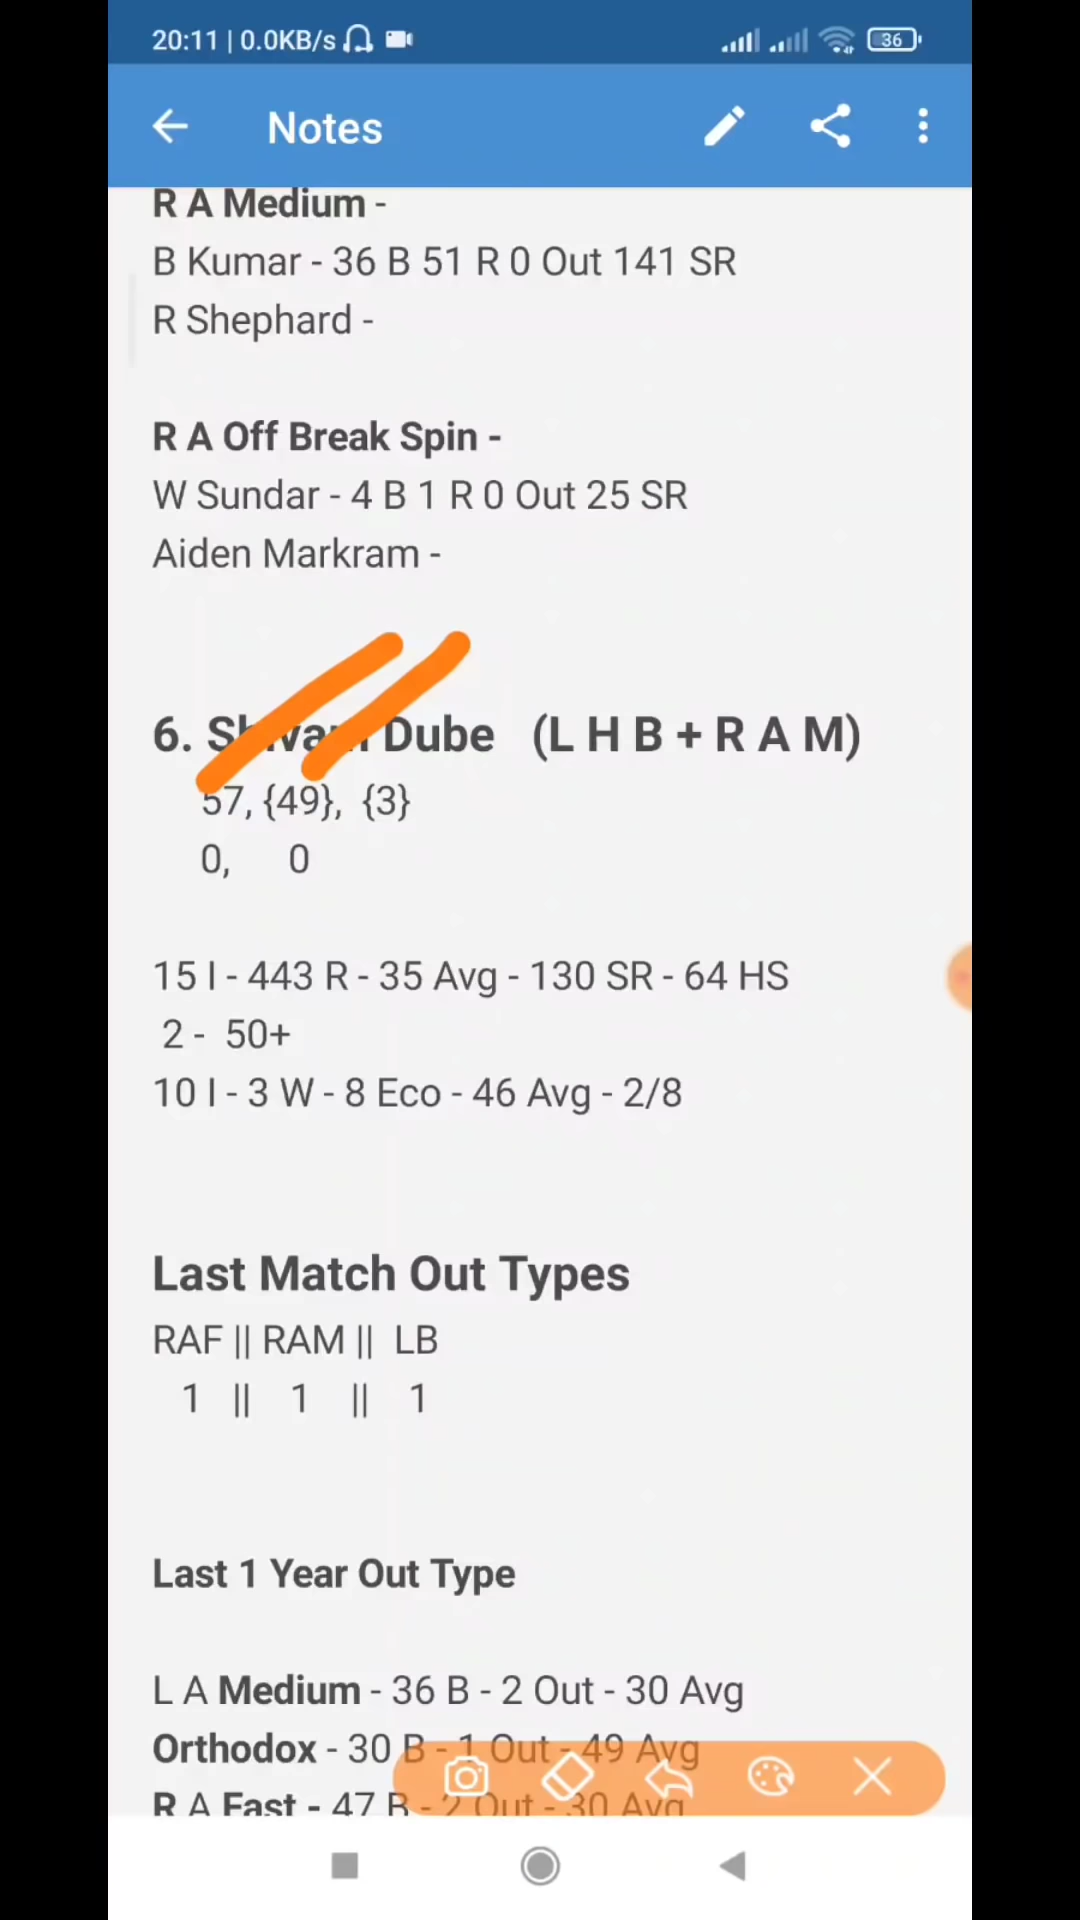 20:11 | 0.0KB/s 36
Notes
R A Medium -
B Kumar - 36 B 51 R 0 Out 141 SR
R Shephard -
R A Off Break Spin -
W Sundar - 4 B 1 R 0 Out 25 SR
Aiden Markram -
6. Shivam Dube (L H B + R A M)
57, {49}, {3}
0, 0
15 I - 443 R - 35 Avg - 130 SR - 64 HS
2 - 50+
10 I - 3 W - 8 Eco - 46 Avg - 2/8
Last Match Out Types
RAF || RAM || LB
1 || 1 || 1
Last 1 Year Out Type
L A Medium - 36 B - 2 Out - 30 Avg
Orthodox - 30 B - 1 Out - 49 Avg
R A Fast - 47 B - 2 Out - 30 Avg